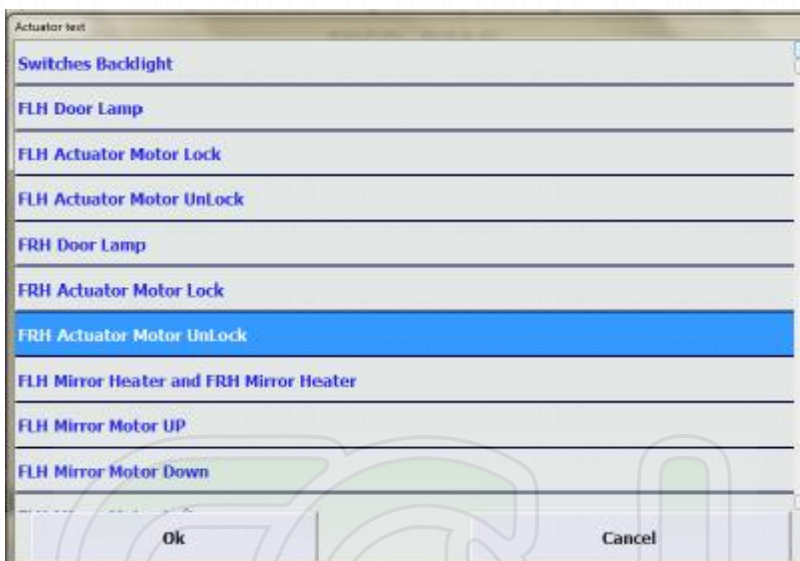 Actuator test
Switches Backlight
FLH Door Lamp
FLH Actuator Motor Lock
FLH Actuator Motor UnLock
FRH Door Lamp
FRH Actuator Motor Lock
FRH Actuator Motor UnLock
FLH Mirror Heater and FRH Mirror Heater
FLH Mirror Motor UP
FLH Mirror Motor Down
Ok
Cancel